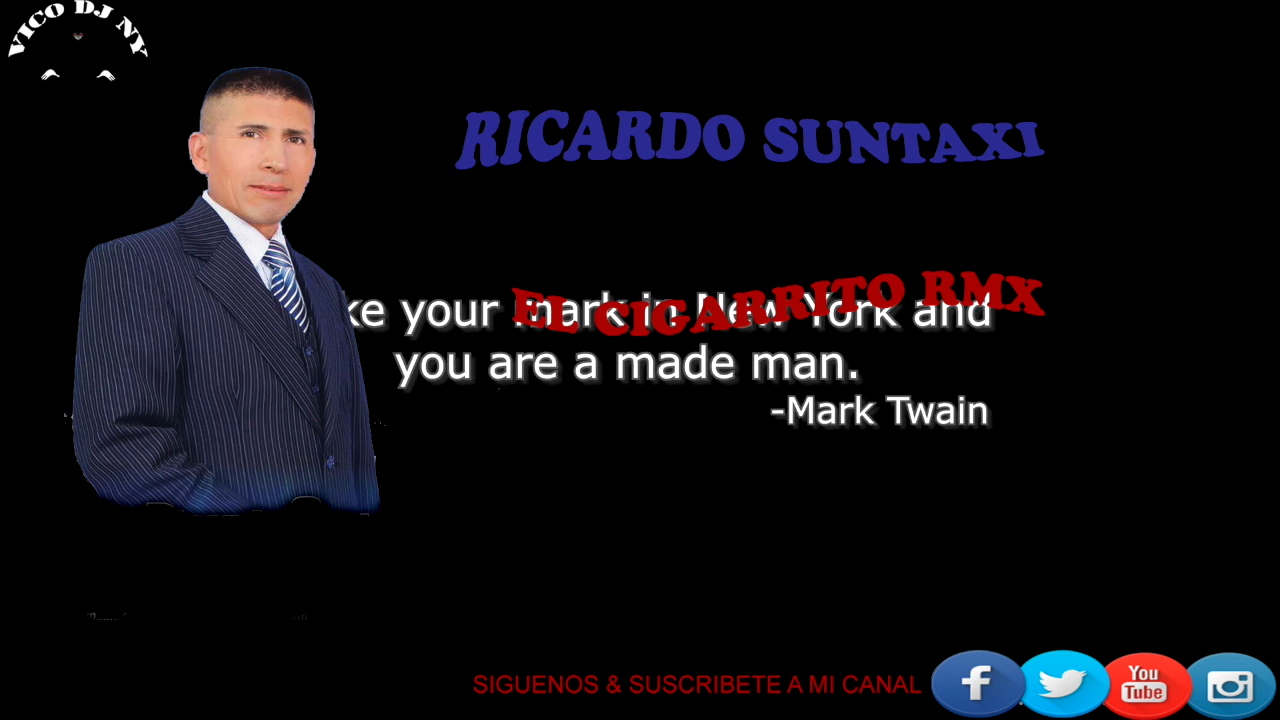 VICO DJ NY
RICARDO SUNTAXI
EL CIGARRITO RMX
ke your mark in New York and
you are a made man.
-Mark Twain
SIGUENOS & SUSCRIBETE A MI CANAL
You
Tube